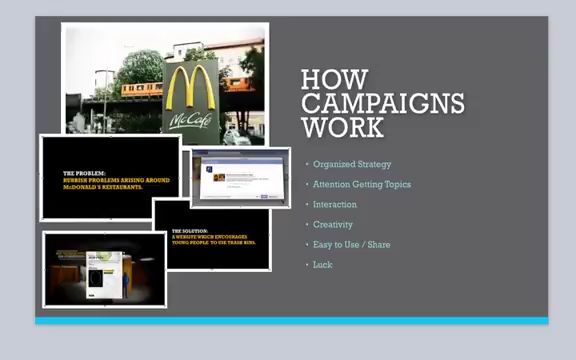 HOW
CAMPAIGNS
WORK
• Organized Strategy
• Attention Getting Topics
• Interaction
• Creativity
• Easy to Use / Share
• Luck
McCafé
THE PROBLEM:
RUBBISH PROBLEMS ARISING AROUND
McDONALD'S RESTAURANTS.
THE SOLUTION:
A WEBSITE WHICH ENCOURAGES
YOUNG PEOPLE TO USE TRASH BINS.